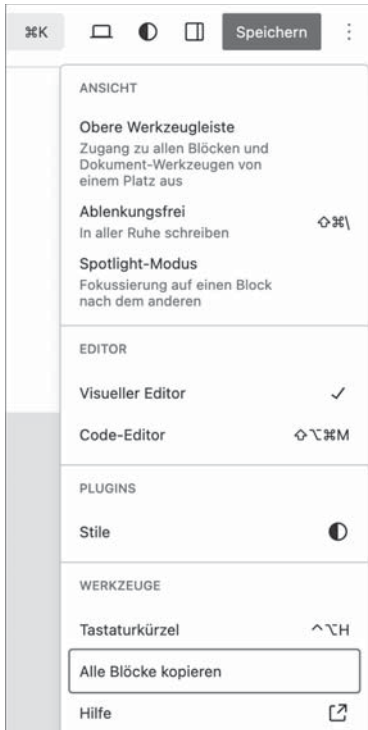 ⌘K Speichern
ANSICHT
Obere Werkzeugleiste
Zugang zu allen Blöcken und
Dokument-Werkzeugen von
einem Platz aus
Ablenkungsfrei ⇧⌘\
In aller Ruhe schreiben
Spotlight-Modus
Fokussierung auf einen Block
nach dem anderen
EDITOR
Visueller Editor
Code-Editor ⇧⌥⌘M
PLUGINS
Stile
WERKZEUGE
Tastaturkürzel ^⌥H
Alle Blöcke kopieren
Hilfe